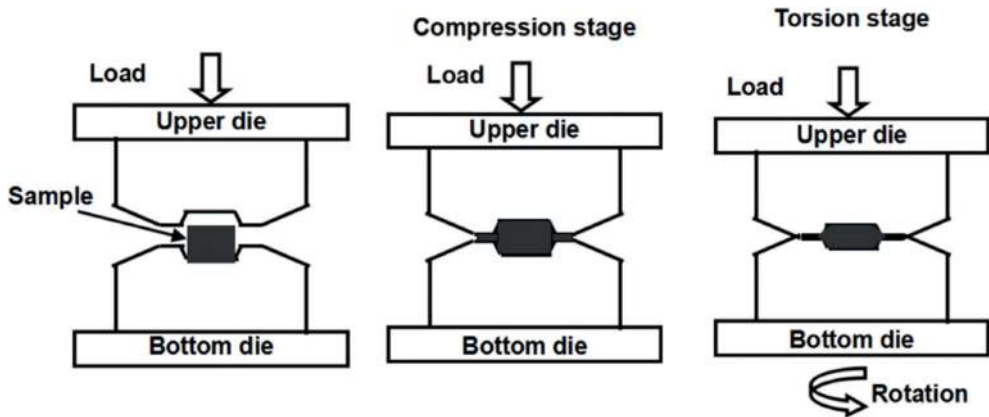 Load
Upper die
Sample
Bottom die
Compression stage
Load
Upper die
Bottom die
Torsion stage
Load
Upper die
Bottom die
Rotation